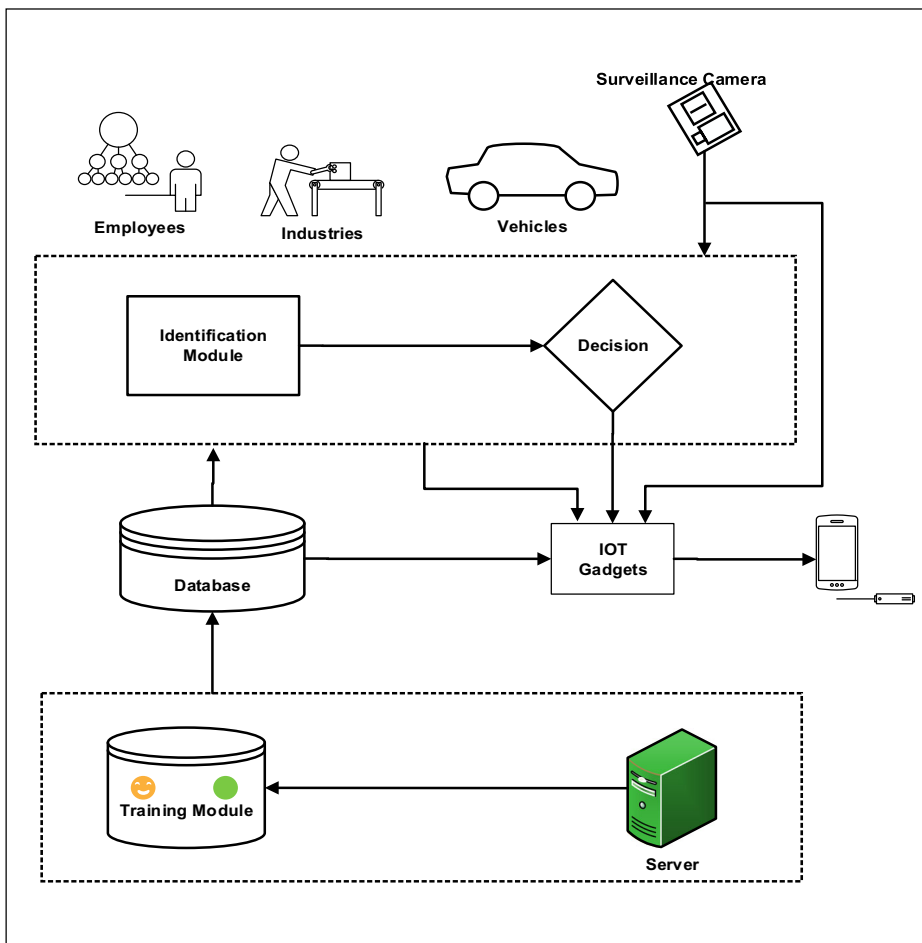 Surveillance Camera
Employees
Industries
Vehicles
Identification
Module
Decision
Database
IOT
Gadgets
Training Module
Server